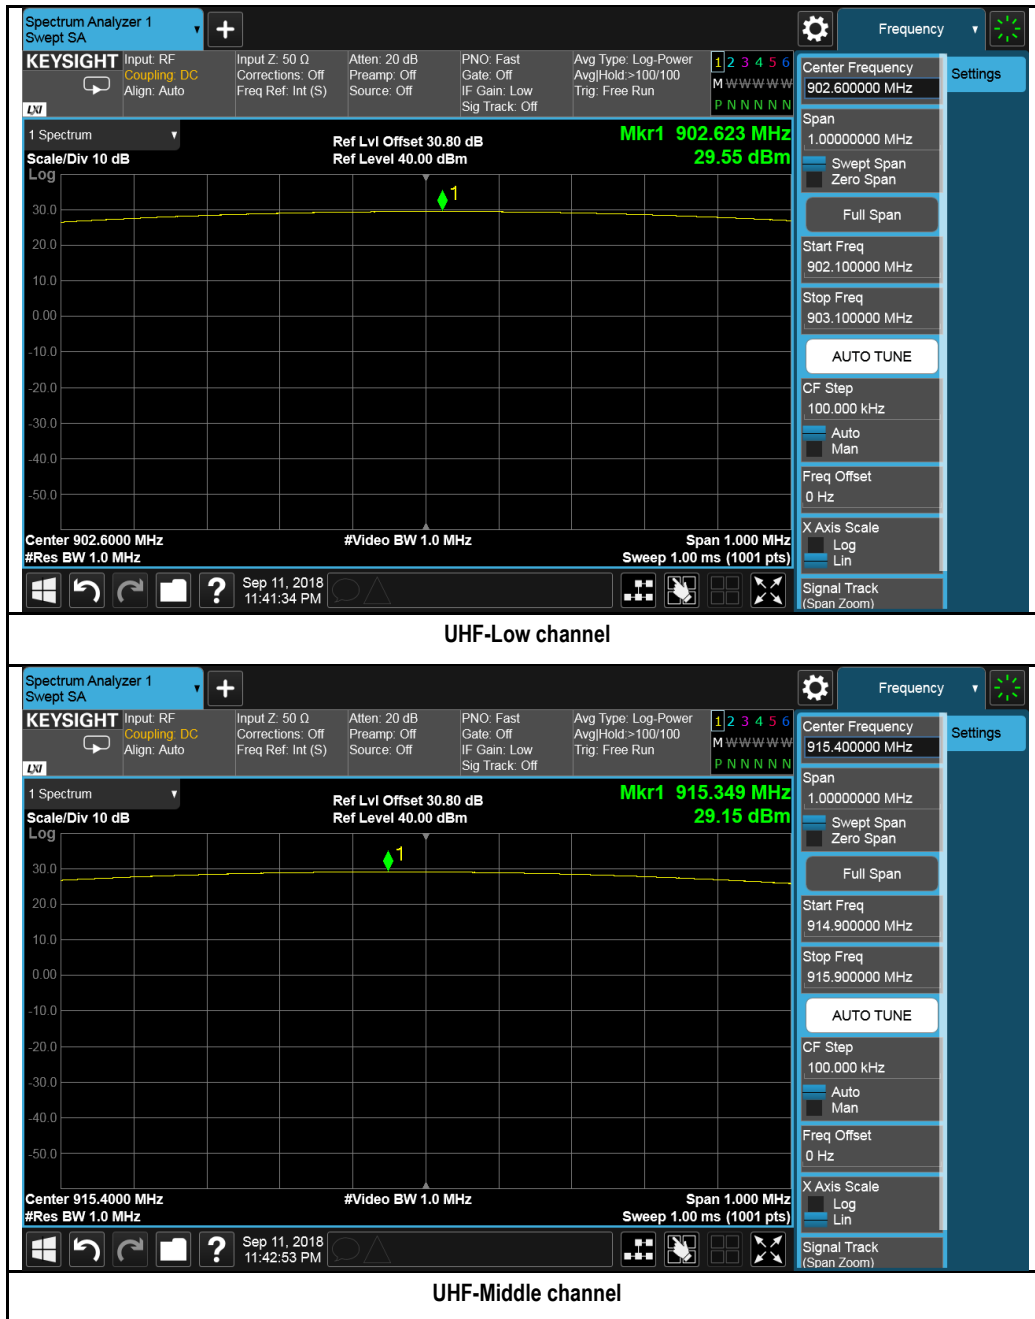 Spectrum Analyzer 1
Swept SA
+
Frequency
KEYSIGHT
Input: RF
Coupling: DC
Align: Auto
Input Z: 50 Ω
Corrections: Off
Freq Ref: Int (S)
Atten: 20 dB
Preamp: Off
Source: Off
PNO: Fast
Gate: Off
IF Gain: Low
Sig Track: Off
Avg Type: Log-Power
Avg|Hold:>100/100
Trig: Free Run
1 2 3 4 5 6
M W W W W W
P N N N N N
LXI
Center Frequency
902.600000 MHz
Settings
Span
1.00000000 MHz
Swept Span
Zero Span
Full Span
Start Freq
902.100000 MHz
Stop Freq
903.100000 MHz
AUTO TUNE
CF Step
100.000 kHz
Auto
Man
Freq Offset
0 Hz
X Axis Scale
Log
Lin
Signal Track
(Span Zoom)
1 Spectrum
Scale/Div 10 dB
Log
Ref Lvl Offset 30.80 dB
Ref Level 40.00 dBm
Mkr1 902.623 MHz
29.55 dBm
1
30.0
20.0
10.0
0.00
-10.0
-20.0
-30.0
-40.0
-50.0
Center 902.6000 MHz
#Res BW 1.0 MHz
#Video BW 1.0 MHz
Span 1.000 MHz
Sweep 1.00 ms (1001 pts)
?
Sep 11, 2018
11:41:34 PM
UHF-Low channel
Spectrum Analyzer 1
Swept SA
+
Frequency
KEYSIGHT
Input: RF
Coupling: DC
Align: Auto
Input Z: 50 Ω
Corrections: Off
Freq Ref: Int (S)
Atten: 20 dB
Preamp: Off
Source: Off
PNO: Fast
Gate: Off
IF Gain: Low
Sig Track: Off
Avg Type: Log-Power
Avg|Hold:>100/100
Trig: Free Run
1 2 3 4 5 6
M W W W W W
P N N N N N
LXI
Center Frequency
915.400000 MHz
Settings
Span
1.00000000 MHz
Swept Span
Zero Span
Full Span
Start Freq
914.900000 MHz
Stop Freq
915.900000 MHz
AUTO TUNE
CF Step
100.000 kHz
Auto
Man
Freq Offset
0 Hz
X Axis Scale
Log
Lin
Signal Track
(Span Zoom)
1 Spectrum
Scale/Div 10 dB
Log
Ref Lvl Offset 30.80 dB
Ref Level 40.00 dBm
Mkr1 915.349 MHz
29.15 dBm
1
30.0
20.0
10.0
0.00
-10.0
-20.0
-30.0
-40.0
-50.0
Center 915.4000 MHz
#Res BW 1.0 MHz
#Video BW 1.0 MHz
Span 1.000 MHz
Sweep 1.00 ms (1001 pts)
?
Sep 11, 2018
11:42:53 PM
UHF-Middle channel